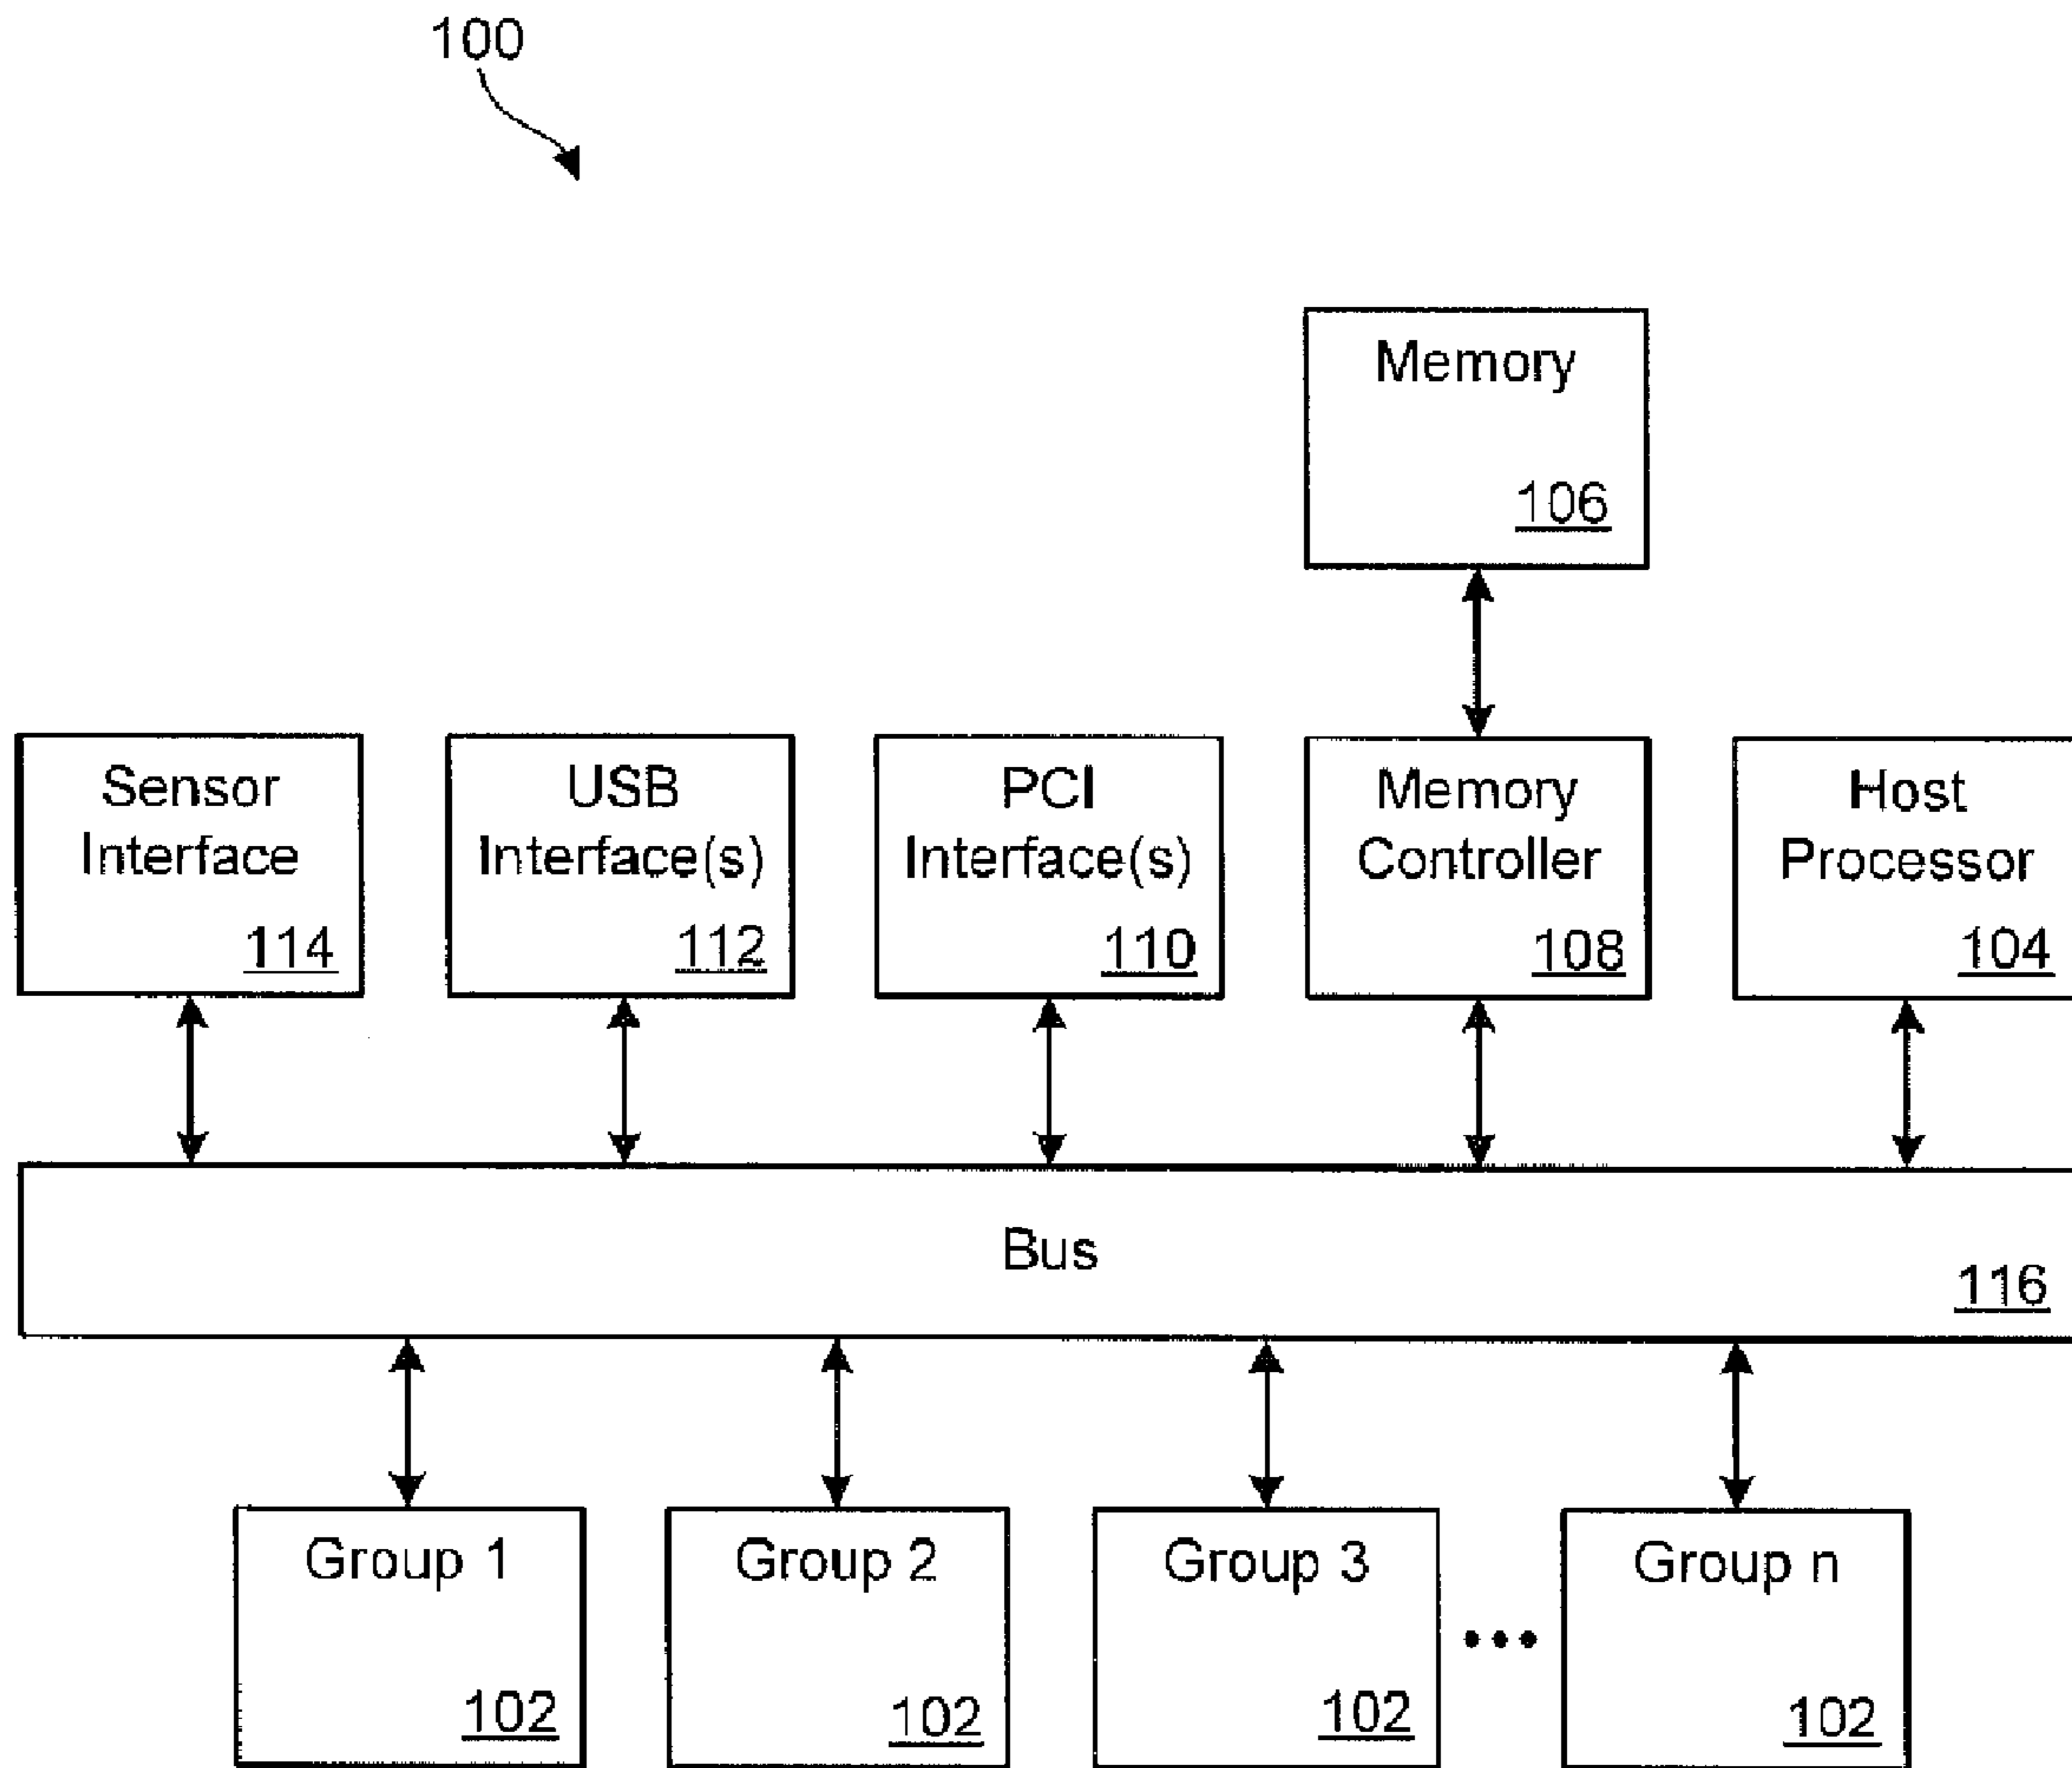 100
Memory
106
Sensor
Interface
114
USB
Interface(s)
112
PCI
Interface(s)
110
Memory
Controller
108
Host
Processor
104
Bus
116
Group 1
102
Group 2
102
Group 3
102
•••
Group n
102